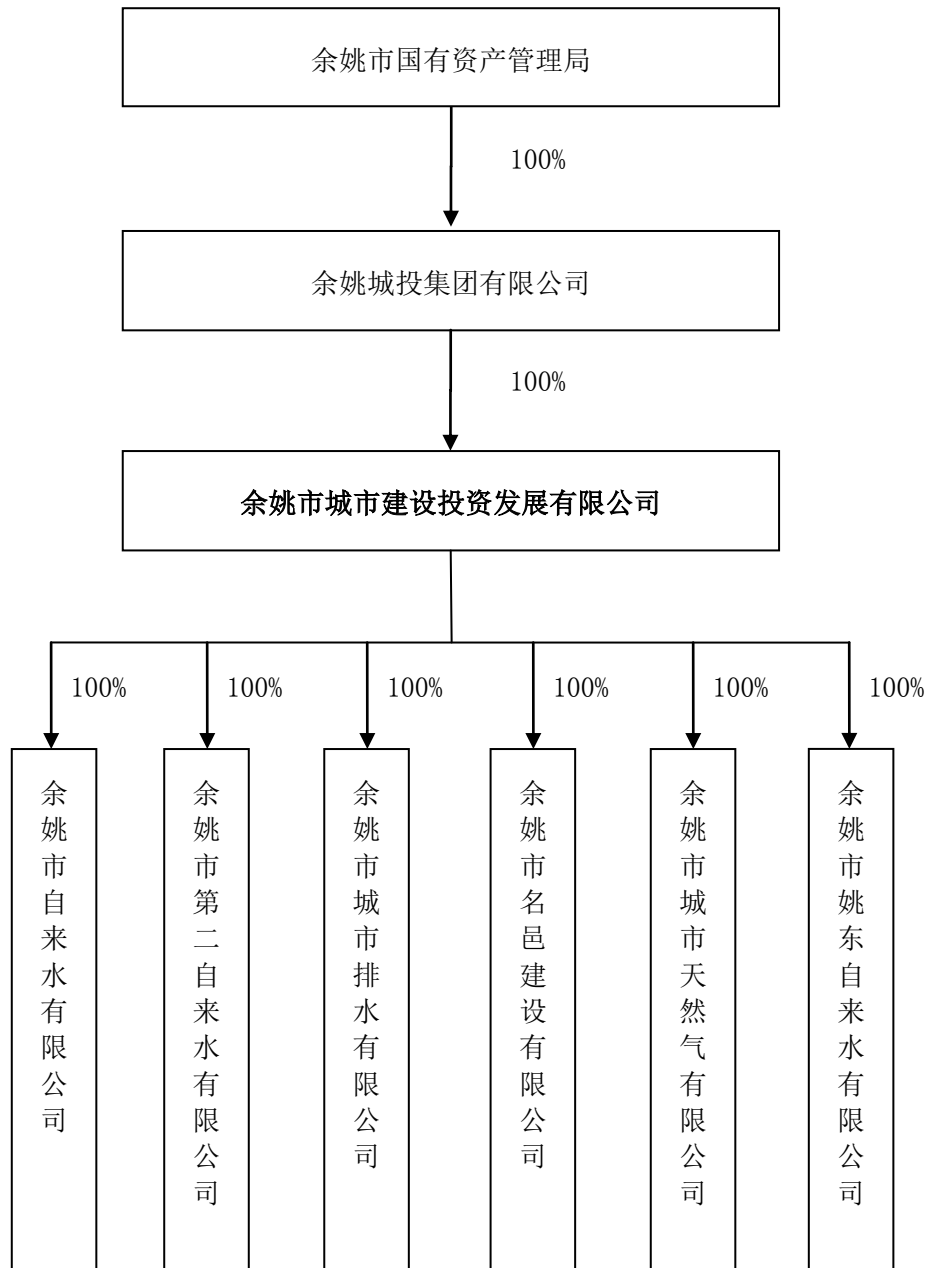 余姚市国有资产管理局
100%
余姚城投集团有限公司
100%
余姚市城市建设投资发展有限公司
100%
100%
100%
100%
100%
100%
余姚市自来水有限公司
余姚市第二自来水有限公司
余姚市城市排水有限公司
余姚市名邑建设有限公司
余姚市城市天然气有限公司
余姚市姚东自来水有限公司